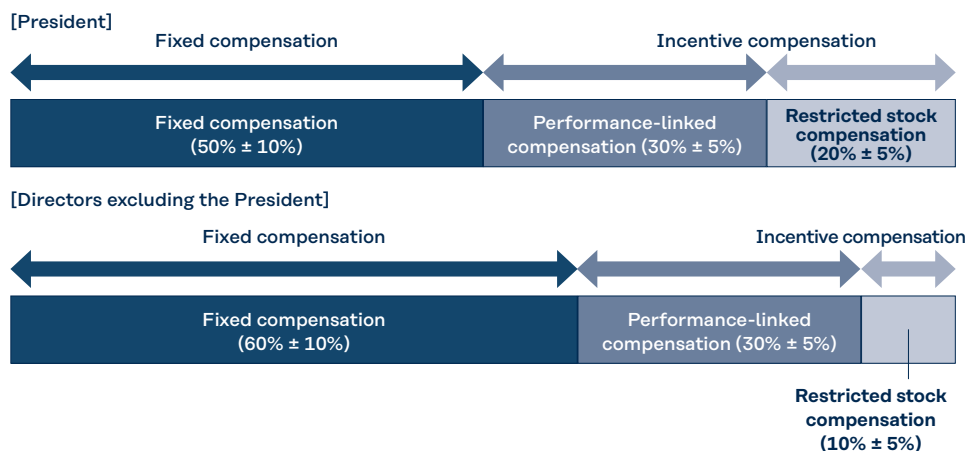 [President]
Fixed compensation
Incentive compensation
Fixed compensation
(50% ± 10%)
Performance-linked
compensation (30% ± 5%)
Restricted stock
compensation
(20% ± 5%)
[Directors excluding the President]
Fixed compensation
Incentive compensation
Fixed compensation
(60% ± 10%)
Performance-linked
compensation (30% ± 5%)
Restricted stock
compensation
(10% ± 5%)